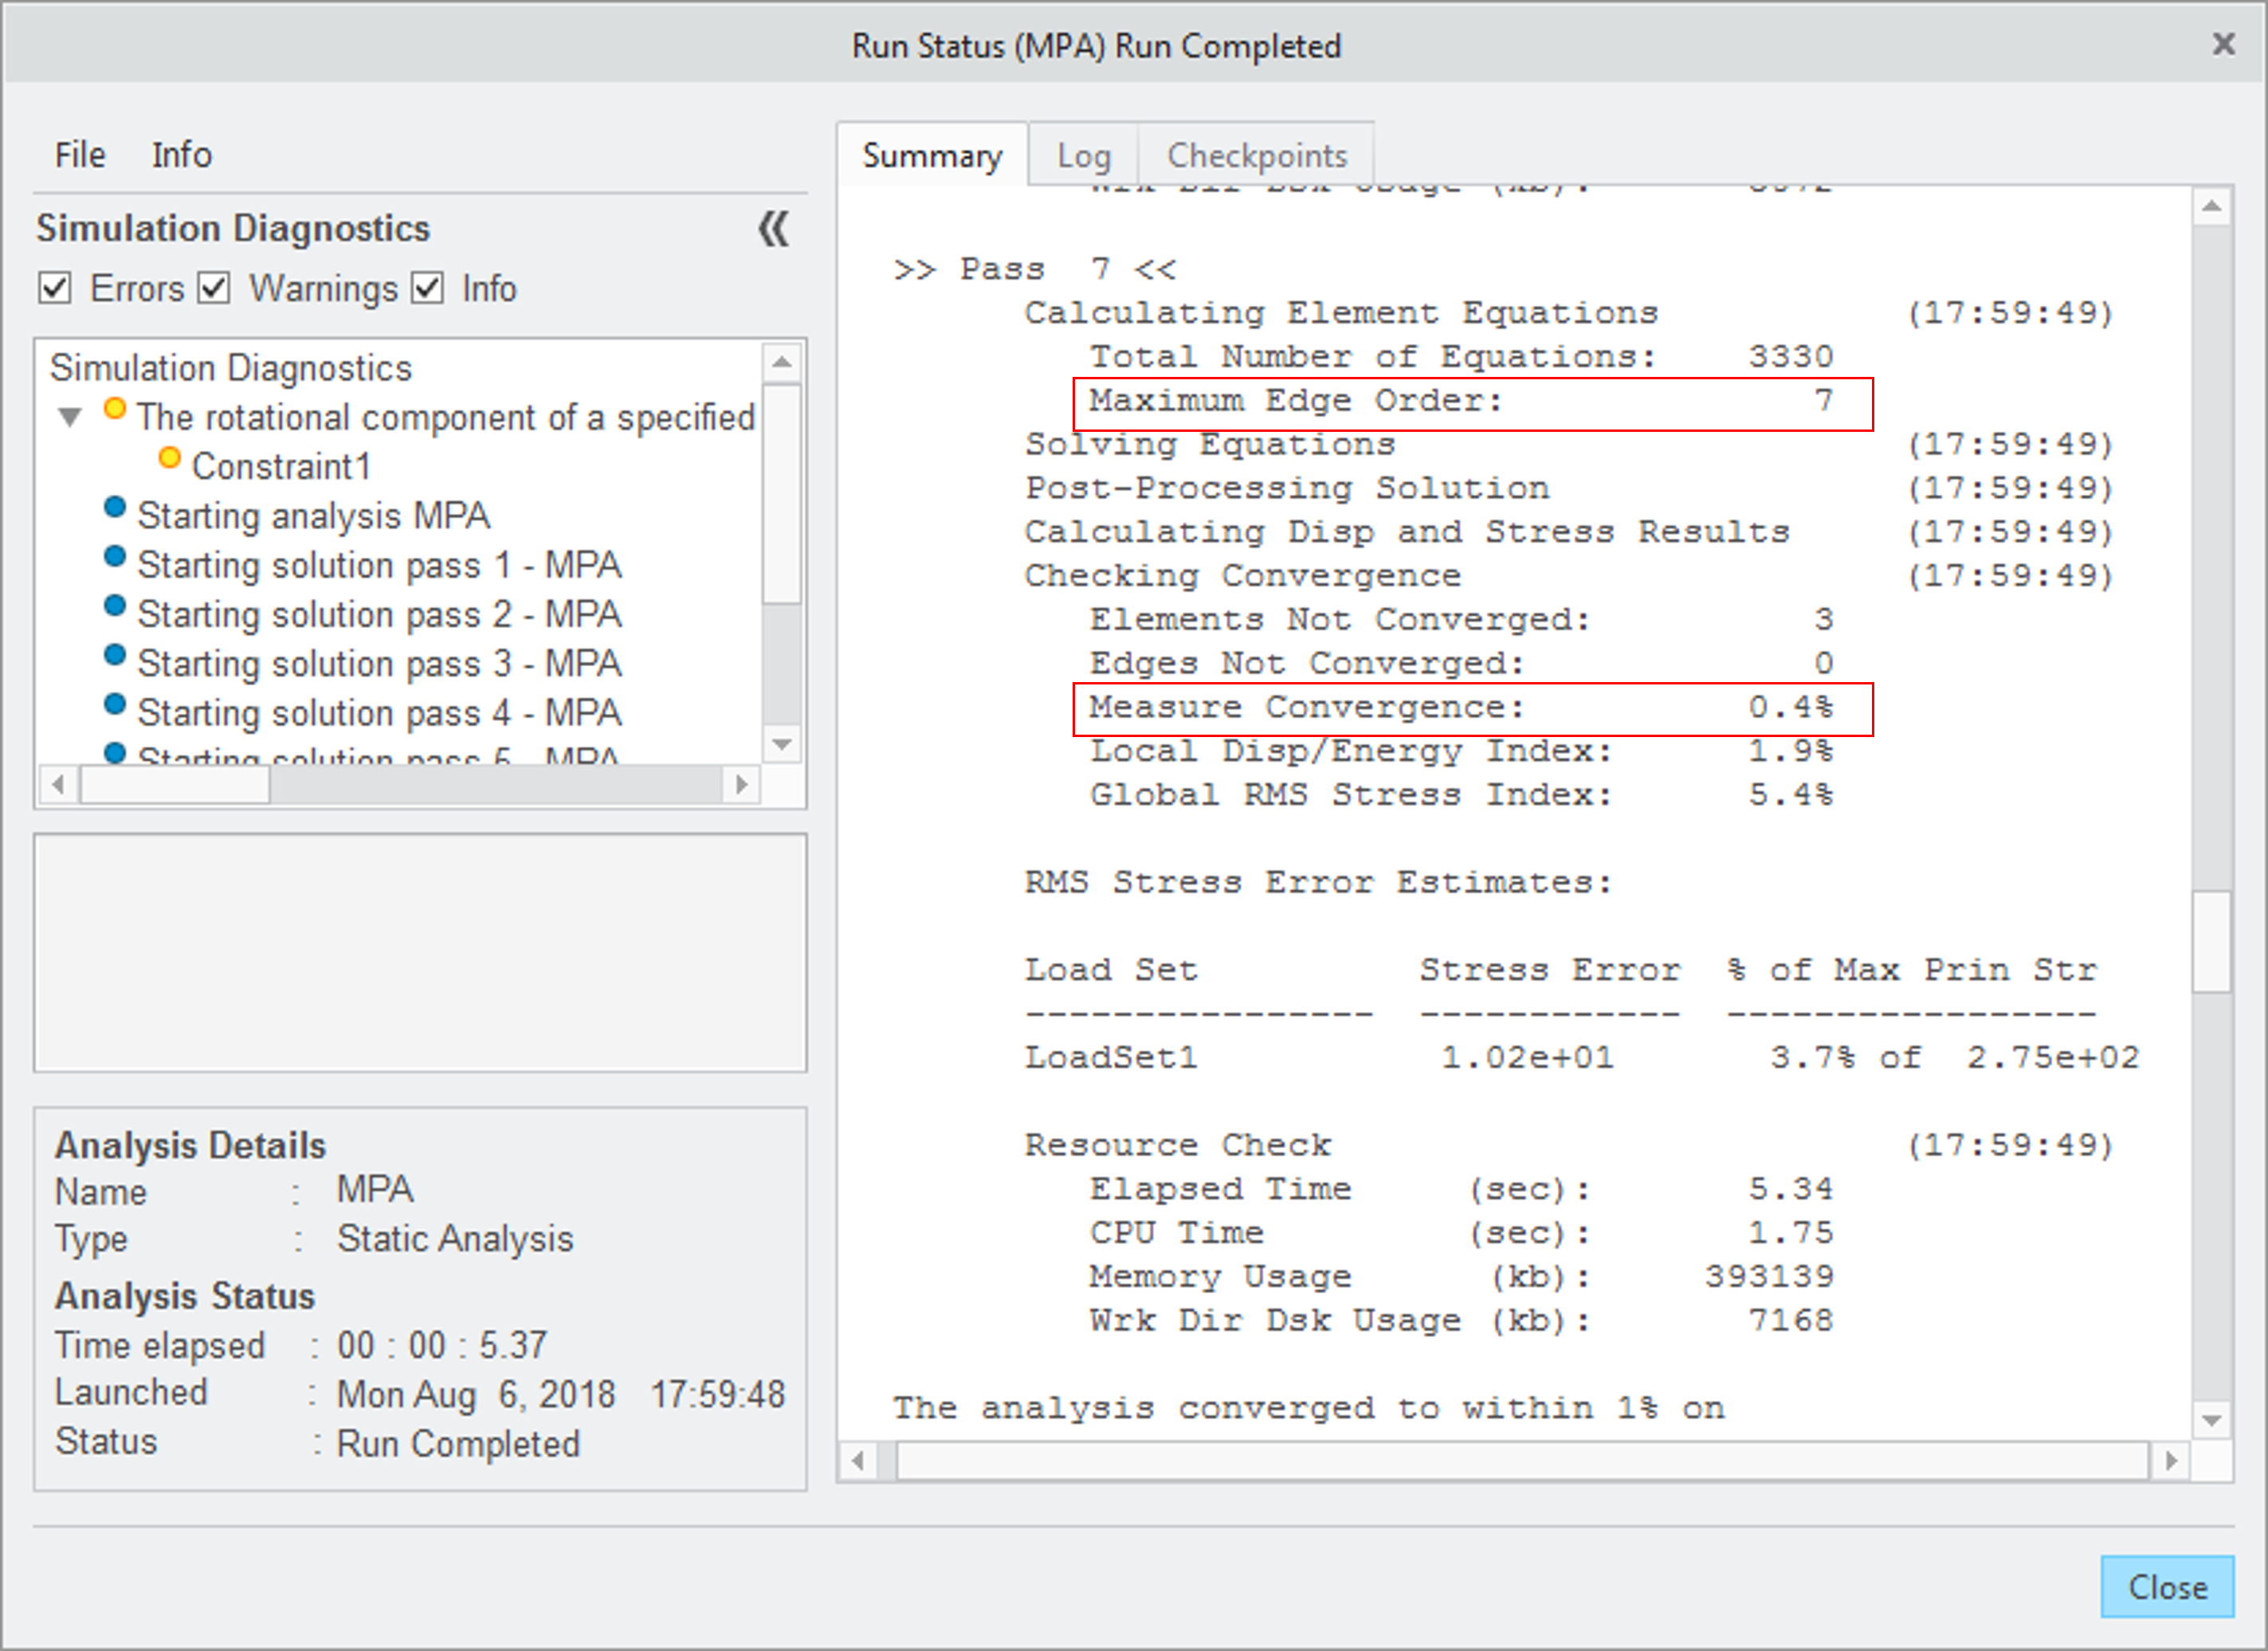 Run Status (MPA) Run Completed
File Info
Simulation Diagnostics
Errors Warnings Info
Simulation Diagnostics
The rotational component of a specified
Constraint1
Starting analysis MPA
Starting solution pass 1 - MPA
Starting solution pass 2 - MPA
Starting solution pass 3 - MPA
Starting solution pass 4 - MPA
Starting solution pass 5 - MPA
Analysis Details
Name : MPA
Type : Static Analysis
Analysis Status
Time elapsed : 00 : 00 : 5.37
Launched : Mon Aug 6, 2018 17:59:48
Status : Run Completed
Summary Log Checkpoints
Wrk Dir Dsk Usage (kb):
>> Pass 7 <<
Calculating Element Equations (17:59:49)
Total Number of Equations: 3330
Maximum Edge Order: 7
Solving Equations (17:59:49)
Post-Processing Solution (17:59:49)
Calculating Disp and Stress Results (17:59:49)
Checking Convergence (17:59:49)
Elements Not Converged: 3
Edges Not Converged: 0
Measure Convergence: 0.4%
Local Disp/Energy Index: 1.9%
Global RMS Stress Index: 5.4%
RMS Stress Error Estimates:
Load Set Stress Error % of Max Prin Str
---------------- ------------ -----------------
LoadSet1 1.02e+01 3.7% of 2.75e+02
Resource Check (17:59:49)
Elapsed Time (sec): 5.34
CPU Time (sec): 1.75
Memory Usage (kb): 393139
Wrk Dir Dsk Usage (kb): 7168
The analysis converged to within 1% on
Close